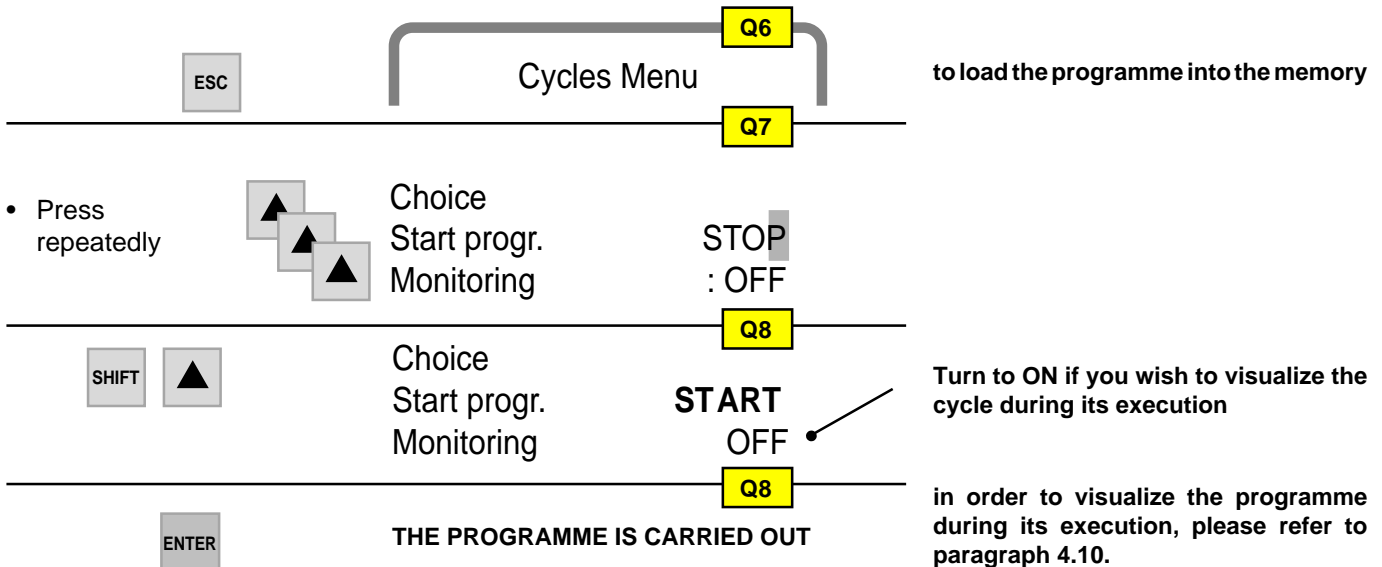 Q6
ESC
Cycles Menu
to load the programme into the memory
Q7
• Press
repeatedly
Choice
Start progr. STOP
Monitoring : OFF
Q8
SHIFT
Choice
Start progr. START
Monitoring OFF
Turn to ON if you wish to visualize the
cycle during its execution
Q8
ENTER
THE PROGRAMME IS CARRIED OUT
in order to visualize the programme
during its execution, please refer to
paragraph 4.10.